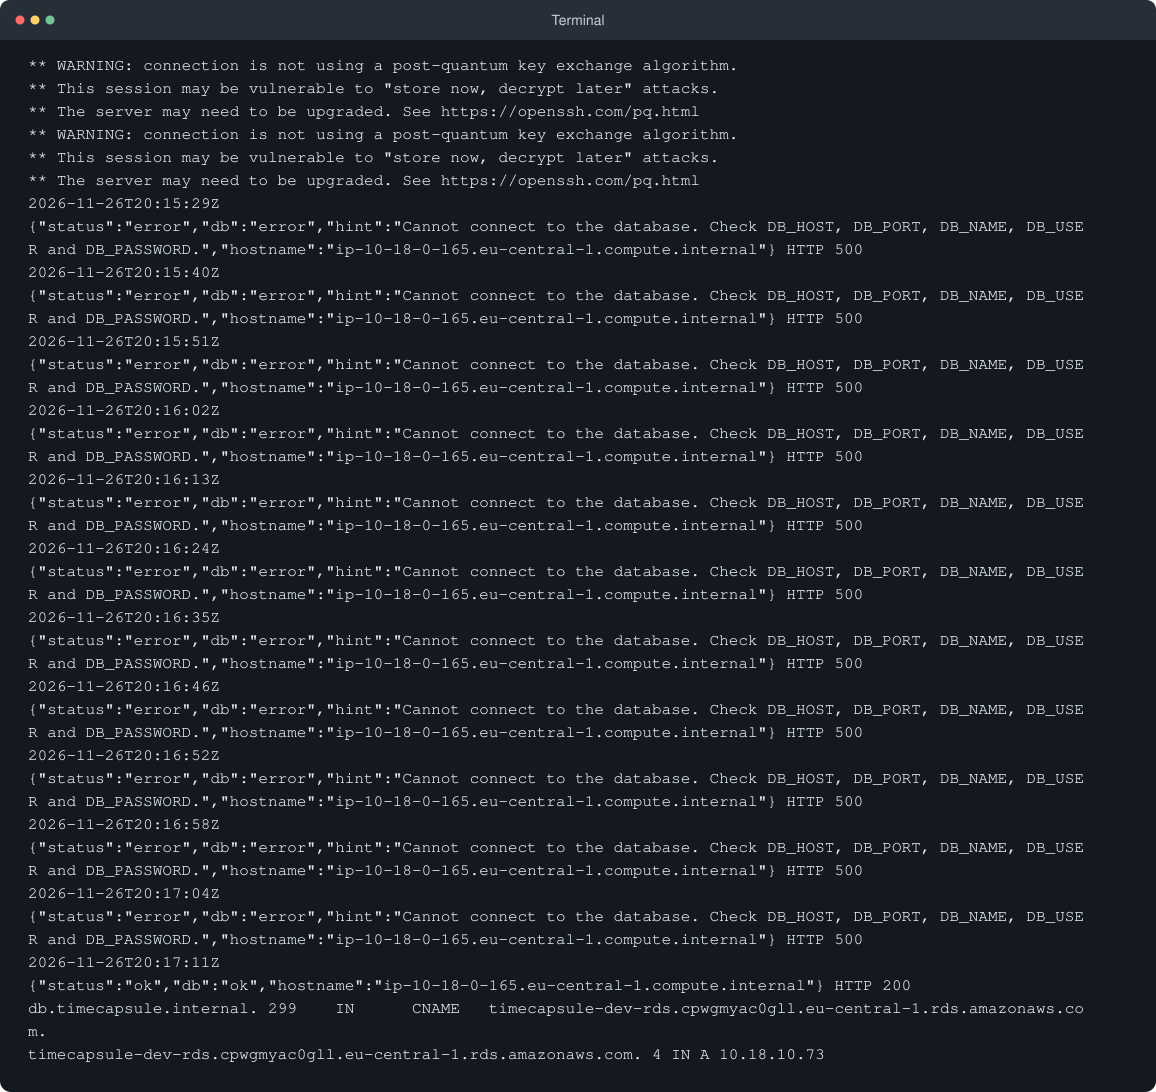 Terminal
** WARNING: connection is not using a post-quantum key exchange algorithm.
** This session may be vulnerable to "store now, decrypt later" attacks.
** The server may need to be upgraded. See https://openssh.com/pq.html
** WARNING: connection is not using a post-quantum key exchange algorithm.
** This session may be vulnerable to "store now, decrypt later" attacks.
** The server may need to be upgraded. See https://openssh.com/pq.html
2026-11-26T20:15:29Z
{"status":"error","db":"error","hint":"Cannot connect to the database. Check DB_HOST, DB_PORT, DB_NAME, DB_USE
R and DB_PASSWORD.","hostname":"ip-10-18-0-165.eu-central-1.compute.internal"} HTTP 500
2026-11-26T20:15:40Z
{"status":"error","db":"error","hint":"Cannot connect to the database. Check DB_HOST, DB_PORT, DB_NAME, DB_USE
R and DB_PASSWORD.","hostname":"ip-10-18-0-165.eu-central-1.compute.internal"} HTTP 500
2026-11-26T20:15:51Z
{"status":"error","db":"error","hint":"Cannot connect to the database. Check DB_HOST, DB_PORT, DB_NAME, DB_USE
R and DB_PASSWORD.","hostname":"ip-10-18-0-165.eu-central-1.compute.internal"} HTTP 500
2026-11-26T20:16:02Z
{"status":"error","db":"error","hint":"Cannot connect to the database. Check DB_HOST, DB_PORT, DB_NAME, DB_USE
R and DB_PASSWORD.","hostname":"ip-10-18-0-165.eu-central-1.compute.internal"} HTTP 500
2026-11-26T20:16:13Z
{"status":"error","db":"error","hint":"Cannot connect to the database. Check DB_HOST, DB_PORT, DB_NAME, DB_USE
R and DB_PASSWORD.","hostname":"ip-10-18-0-165.eu-central-1.compute.internal"} HTTP 500
2026-11-26T20:16:24Z
{"status":"error","db":"error","hint":"Cannot connect to the database. Check DB_HOST, DB_PORT, DB_NAME, DB_USE
R and DB_PASSWORD.","hostname":"ip-10-18-0-165.eu-central-1.compute.internal"} HTTP 500
2026-11-26T20:16:35Z
{"status":"error","db":"error","hint":"Cannot connect to the database. Check DB_HOST, DB_PORT, DB_NAME, DB_USE
R and DB_PASSWORD.","hostname":"ip-10-18-0-165.eu-central-1.compute.internal"} HTTP 500
2026-11-26T20:16:46Z
{"status":"error","db":"error","hint":"Cannot connect to the database. Check DB_HOST, DB_PORT, DB_NAME, DB_USE
R and DB_PASSWORD.","hostname":"ip-10-18-0-165.eu-central-1.compute.internal"} HTTP 500
2026-11-26T20:16:52Z
{"status":"error","db":"error","hint":"Cannot connect to the database. Check DB_HOST, DB_PORT, DB_NAME, DB_USE
R and DB_PASSWORD.","hostname":"ip-10-18-0-165.eu-central-1.compute.internal"} HTTP 500
2026-11-26T20:16:58Z
{"status":"error","db":"error","hint":"Cannot connect to the database. Check DB_HOST, DB_PORT, DB_NAME, DB_USE
R and DB_PASSWORD.","hostname":"ip-10-18-0-165.eu-central-1.compute.internal"} HTTP 500
2026-11-26T20:17:04Z
{"status":"error","db":"error","hint":"Cannot connect to the database. Check DB_HOST, DB_PORT, DB_NAME, DB_USE
R and DB_PASSWORD.","hostname":"ip-10-18-0-165.eu-central-1.compute.internal"} HTTP 500
2026-11-26T20:17:11Z
{"status":"ok","db":"ok","hostname":"ip-10-18-0-165.eu-central-1.compute.internal"} HTTP 200
db.timecapsule.internal. 299    IN      CNAME   timecapsule-dev-rds.cpwgmyac0gll.eu-central-1.rds.amazonaws.co
m.
timecapsule-dev-rds.cpwgmyac0gll.eu-central-1.rds.amazonaws.com. 4 IN A 10.18.10.73